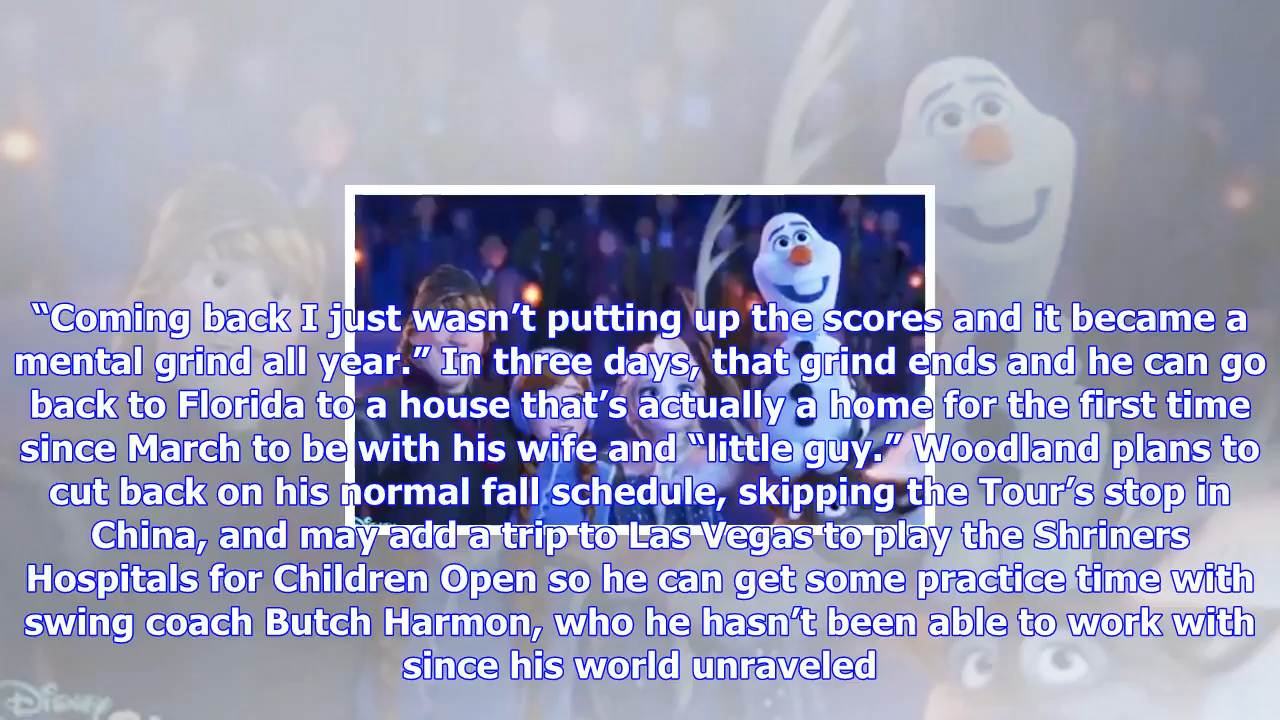 “Coming back I just wasn’t putting up the scores and it became a
mental grind all year.” In three days, that grind ends and he can go
back to Florida to a house that’s actually a home for the first time
since March to be with his wife and “little guy.” Woodland plans to
cut back on his normal fall schedule, skipping the Tour’s stop in
China, and may add a trip to Las Vegas to play the Shriners
Hospitals for Children Open so he can get some practice time with
swing coach Butch Harmon, who he hasn’t been able to work with
since his world unraveled
Disney